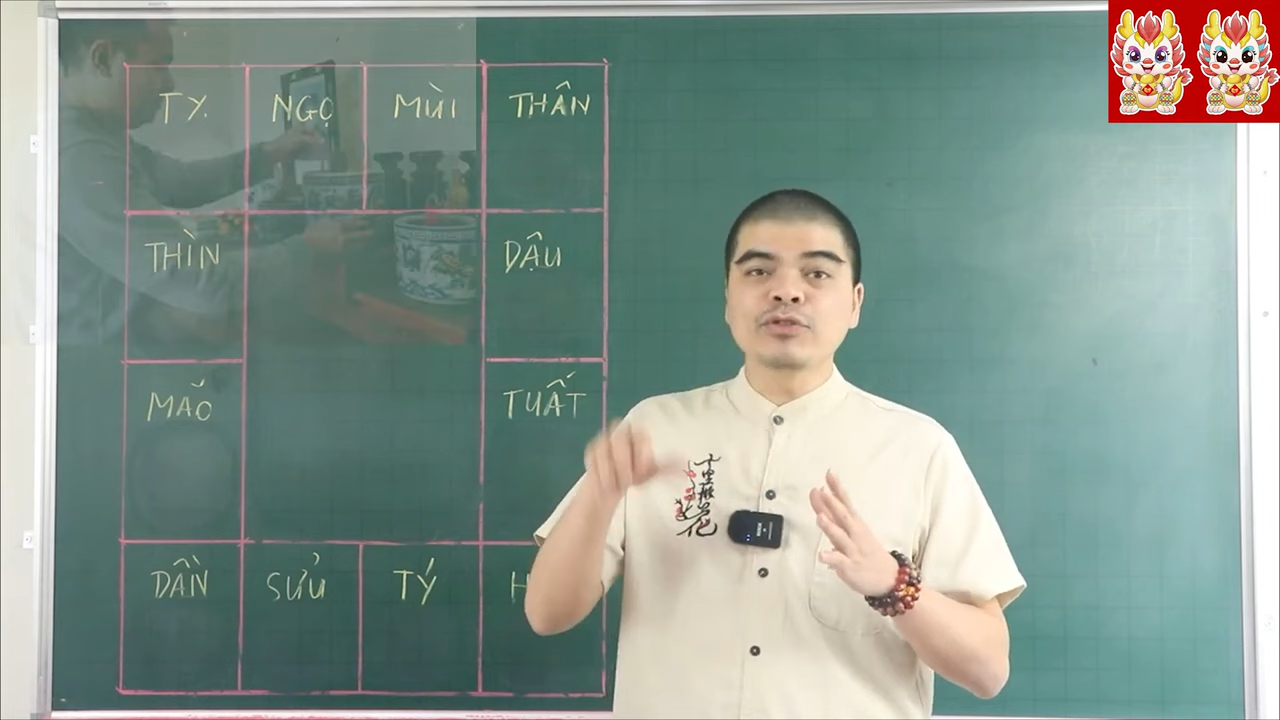 TỴ NGỌ MÙI THÂN
THÌN DẬU
MÃO TUẤT
DẦN SỬU TÝ